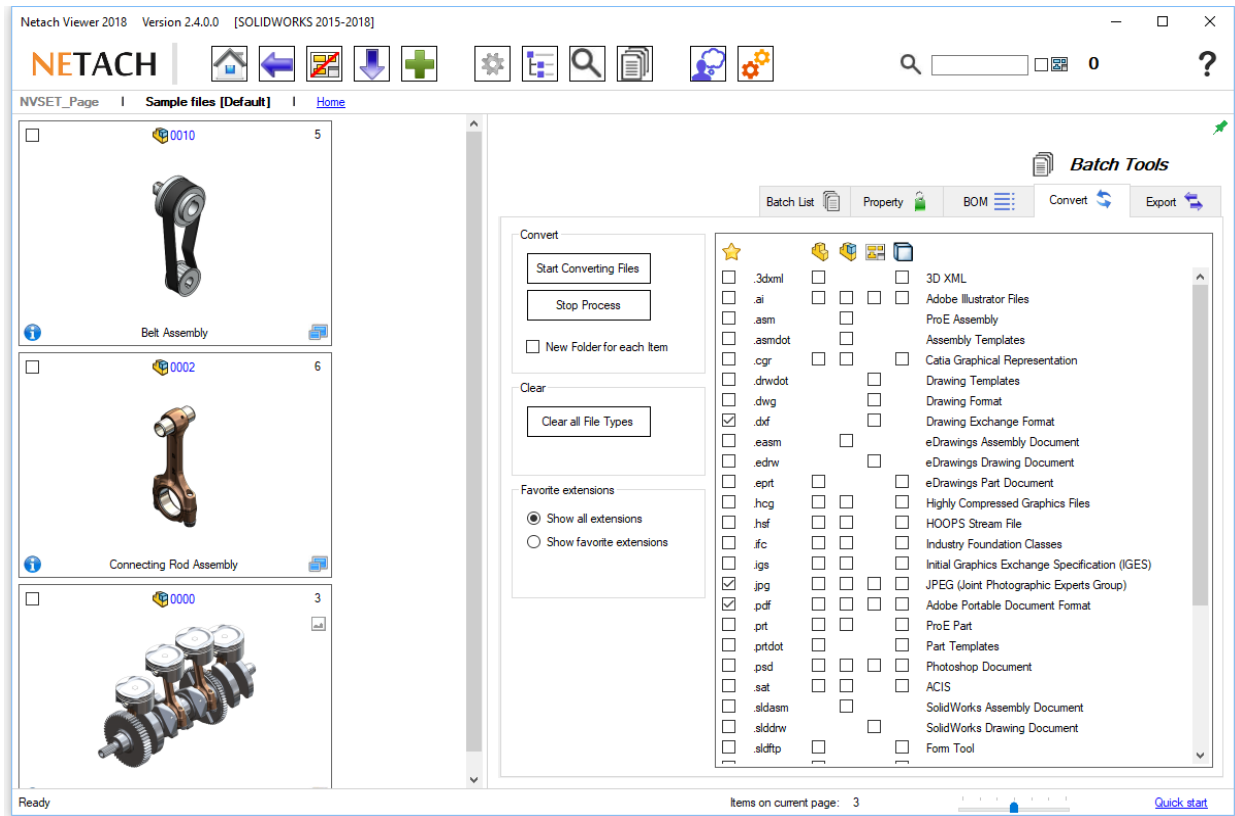 Netach Viewer 2018 Version 2.4.0.0 [SOLIDWORKS 2015-2018]
NETACH
0
?
NVSET_Page I Sample files [Default] I Home
0010 5
Belt Assembly
0002 6
Connecting Rod Assembly
0000 3
Batch Tools
Batch List Property BOM Convert Export
Convert
Start Converting Files
Stop Process
New Folder for each Item
Clear
Clear all File Types
Favorite extensions
Show all extensions
Show favorite extensions
.3dxml 3D XML
.ai Adobe Illustrator Files
.asm ProE Assembly
.asmdot Assembly Templates
.cgr Catia Graphical Representation
.drwdot Drawing Templates
.dwg Drawing Format
.dxf Drawing Exchange Format
.easm eDrawings Assembly Document
.edrw eDrawings Drawing Document
.eprt eDrawings Part Document
.hcg Highly Compressed Graphics Files
.hsf HOOPS Stream File
.ifc Industry Foundation Classes
.igs Initial Graphics Exchange Specification (IGES)
.jpg JPEG (Joint Photographic Experts Group)
.pdf Adobe Portable Document Format
.prt ProE Part
.prtdot Part Templates
.psd Photoshop Document
.sat ACIS
.sldasm SolidWorks Assembly Document
.slddrw SolidWorks Drawing Document
.sldftp Form Tool
Ready
Items on current page: 3
Quick start